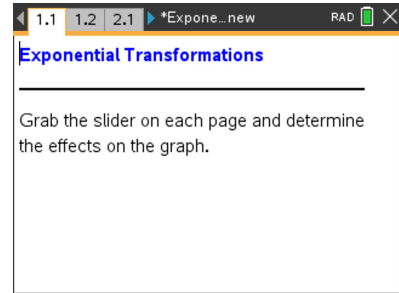 1.1 1.2 2.1 *Expone…new RAD
Exponential Transformations
Grab the slider on each page and determine
the effects on the graph.